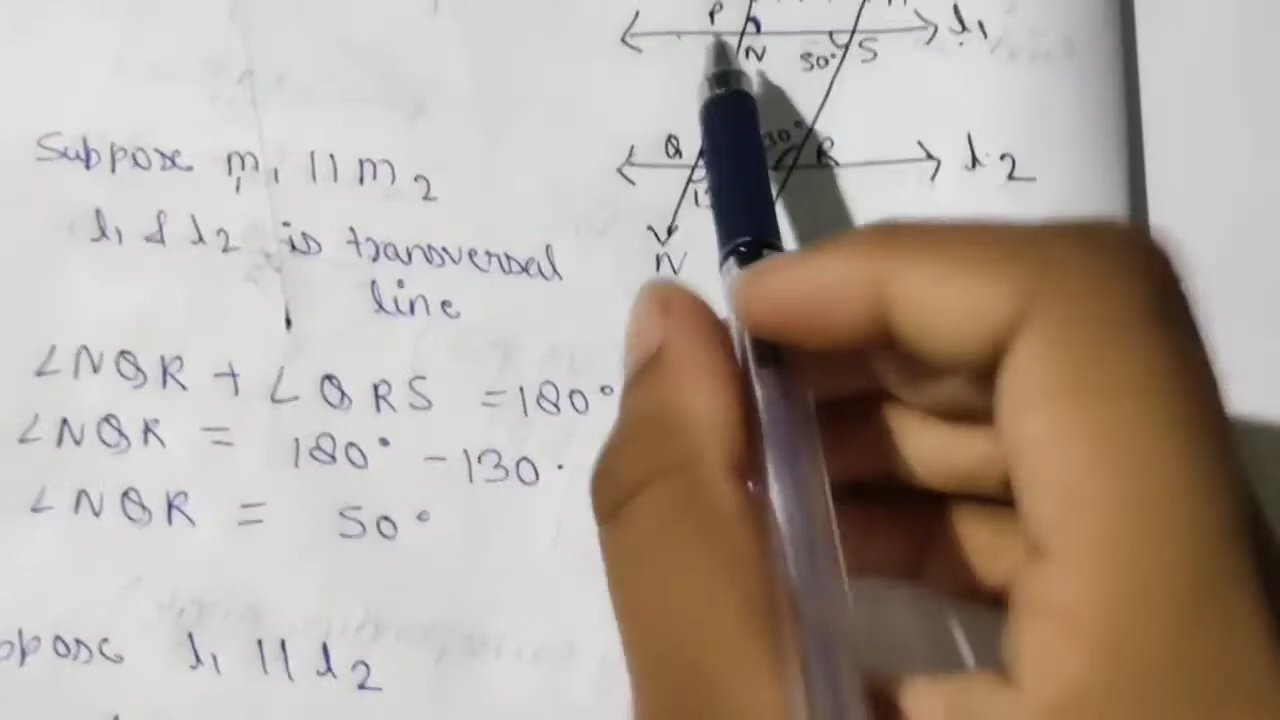 P
l1
N
50° S
Q 30° R l2
N
Suppose m1 || m2
l1 & l2 is transversal
line
∠NQR + ∠QRS = 180°
∠NQR = 180° - 130.
∠NQR = 50°
pose l1 || l2